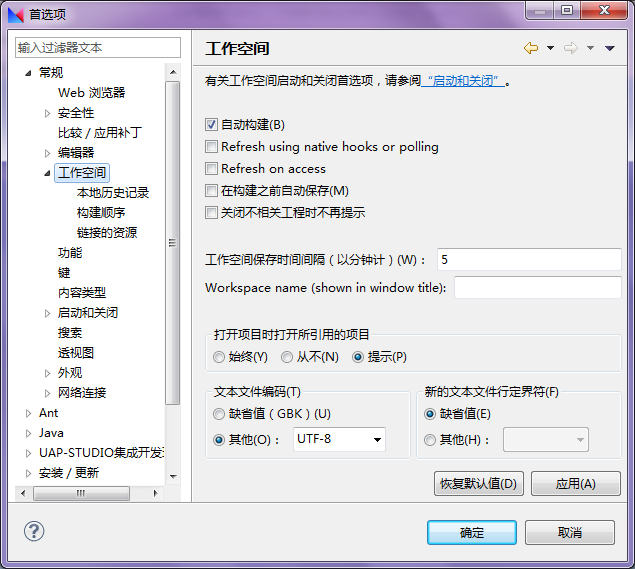 首选项
输入过滤器文本
常规
Web 浏览器
安全性
比较 / 应用补丁
编辑器
工作空间
本地历史记录
构建顺序
链接的资源
功能
键
内容类型
启动和关闭
搜索
透视图
外观
网络连接
Ant
Java
UAP-STUDIO集成开发
安装 / 更新
工作空间
有关工作空间启动和关闭首选项，请参阅“启动和关闭”。
自动构建(B)
Refresh using native hooks or polling
Refresh on access
在构建之前自动保存(M)
关闭不相关工程时不再提示
工作空间保存时间间隔（以分钟计）(W)： 5
Workspace name (shown in window title):
打开项目时打开所引用的项目
始终(Y) 从不(N) 提示(P)
文本文件编码(T)
缺省值（GBK）(U)
其他(O)： UTF-8
新的文本文件行定界符(F)
缺省值(E)
其他(H)：
恢复默认值(D) 应用(A)
确定 取消